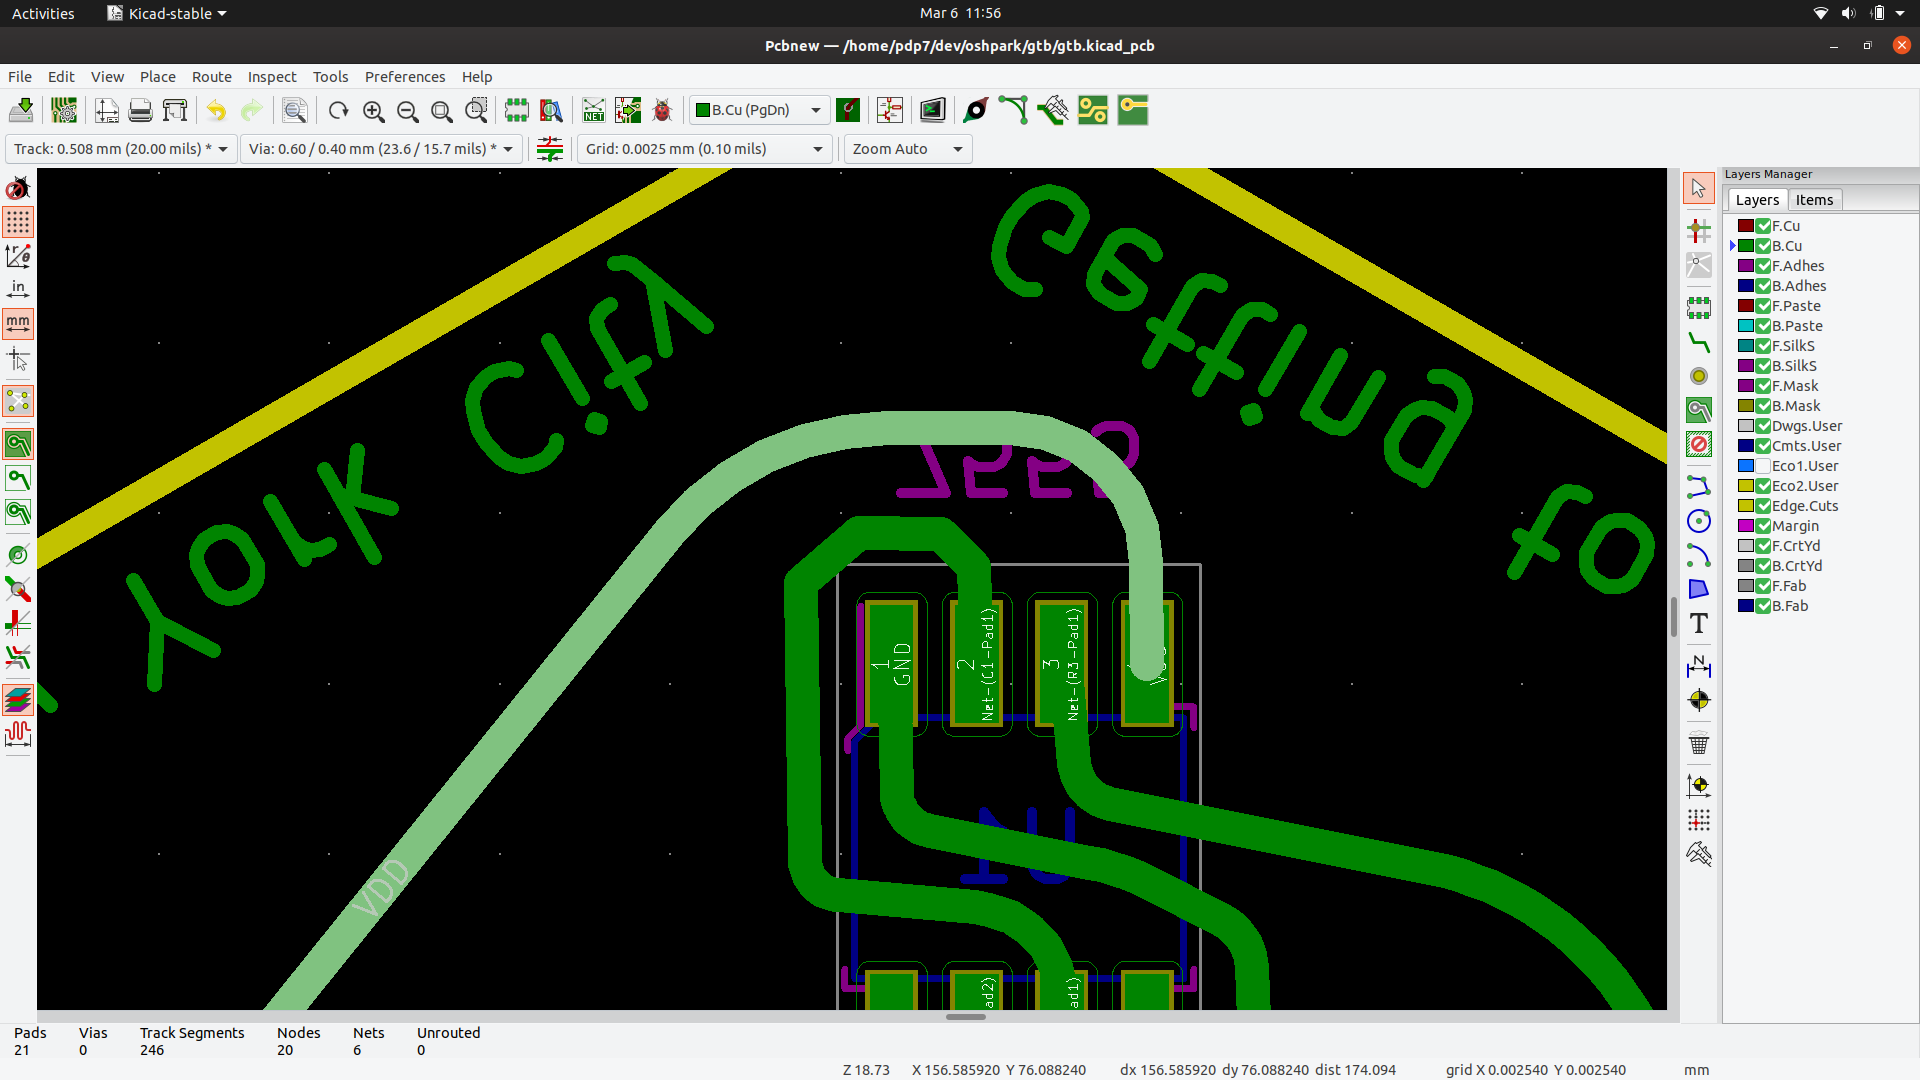 Activities
Kicad-stable
Mar 6 11:56
Pcbnew — /home/pdp7/dev/oshpark/gtb/gtb.kicad_pcb
File Edit View Place Route Inspect Tools Preferences Help
NET
B.Cu (PgDn)
Track: 0.508 mm (20.00 mils) *
Via: 0.60 / 0.40 mm (23.6 / 15.7 mils) *
Grid: 0.0025 mm (0.10 mils)
Zoom Auto
in
mm
Layers Manager
Layers Items
F.Cu
B.Cu
F.Adhes
B.Adhes
F.Paste
B.Paste
F.SilkS
B.SilkS
F.Mask
B.Mask
Dwgs.User
Cmts.User
Eco1.User
Eco2.User
Edge.Cuts
Margin
F.CrtYd
B.CrtYd
F.Fab
B.Fab
York City
Getting
to
555
1 GND
2 Net-(C1-Pad1)
3 Net-(R3-Pad1)
VDD
U1
ad2)
ad1)
Pads Vias Track Segments Nodes Nets Unrouted
21 0 246 20 6 0
Z 18.73 X 156.585920 Y 76.088240 dx 156.585920 dy 76.088240 dist 174.094 grid X 0.002540 Y 0.002540 mm